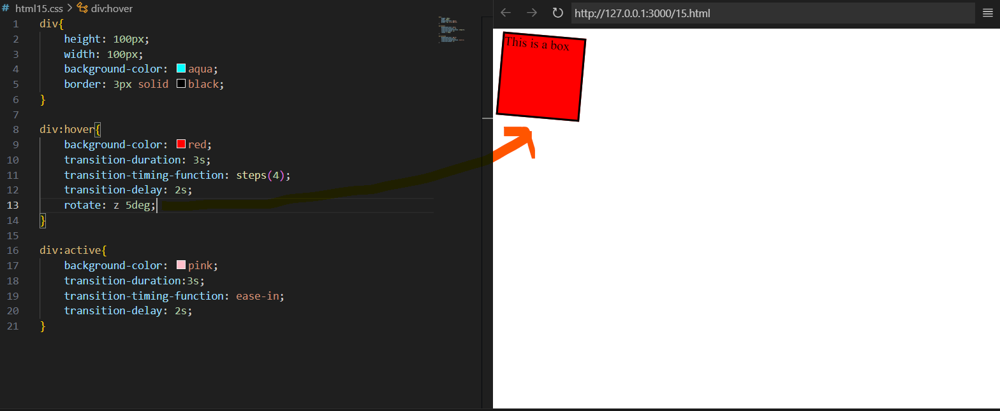 # html15.css > div:hover
1 div{
2 height: 100px;
3 width: 100px;
4 background-color: aqua;
5 border: 3px solid black;
6 }
7
8 div:hover{
9 background-color: red;
10 transition-duration: 3s;
11 transition-timing-function: steps(4);
12 transition-delay: 2s;
13 rotate: z 5deg;
14 }
15
16 div:active{
17 background-color: pink;
18 transition-duration:3s;
19 transition-timing-function: ease-in;
20 transition-delay: 2s;
21 }
http://127.0.0.1:3000/15.html
This is a box